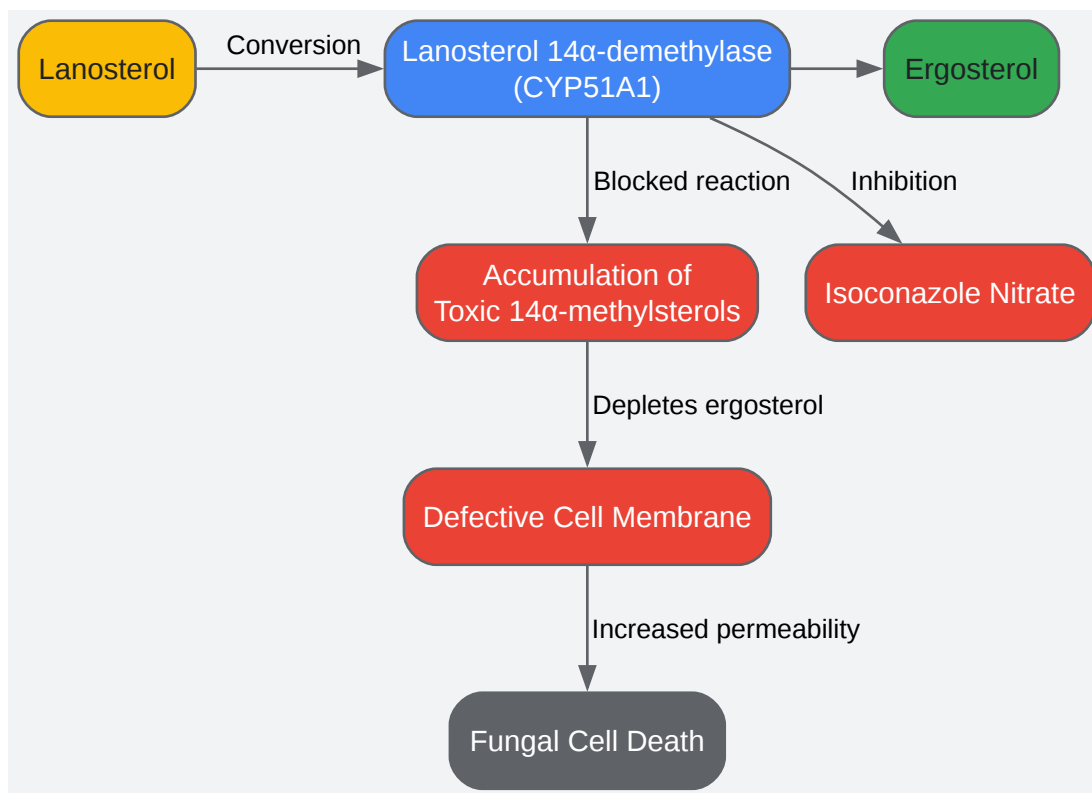 Lanosterol
Conversion
Lanosterol 14α-demethylase
(CYP51A1)
Ergosterol
Blocked reaction
Inhibition
Accumulation of
Toxic 14α-methylsterols
Isoconazole Nitrate
Depletes ergosterol
Defective Cell Membrane
Increased permeability
Fungal Cell Death